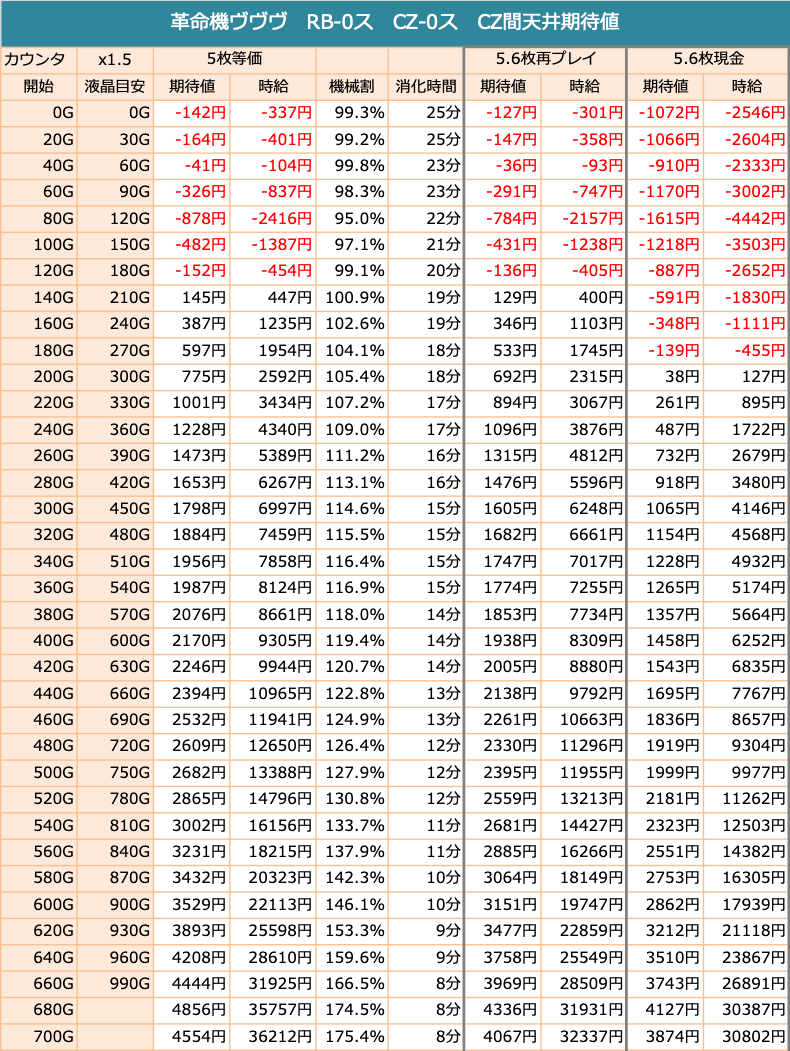 革命機ヴヴヴ　RB-0ス　CZ-0ス　CZ間天井期待値
カウンタ x1.5 5枚等価 5.6枚再プレイ 5.6枚現金
開始 液晶目安 期待値 時給 機械割 消化時間 期待値 時給 期待値 時給
0G 0G -142円 -337円 99.3% 25分 -127円 -301円 -1072円 -2546円
20G 30G -164円 -401円 99.2% 25分 -147円 -358円 -1066円 -2604円
40G 60G -41円 -104円 99.8% 23分 -36円 -93円 -910円 -2333円
60G 90G -326円 -837円 98.3% 23分 -291円 -747円 -1170円 -3002円
80G 120G -878円 -2416円 95.0% 22分 -784円 -2157円 -1615円 -4442円
100G 150G -482円 -1387円 97.1% 21分 -431円 -1238円 -1218円 -3503円
120G 180G -152円 -454円 99.1% 20分 -136円 -405円 -887円 -2652円
140G 210G 145円 447円 100.9% 19分 129円 400円 -591円 -1830円
160G 240G 387円 1235円 102.6% 19分 346円 1103円 -348円 -1111円
180G 270G 597円 1954円 104.1% 18分 533円 1745円 -139円 -455円
200G 300G 775円 2592円 105.4% 18分 692円 2315円 38円 127円
220G 330G 1001円 3434円 107.2% 17分 894円 3067円 261円 895円
240G 360G 1228円 4340円 109.0% 17分 1096円 3876円 487円 1722円
260G 390G 1473円 5389円 111.2% 16分 1315円 4812円 732円 2679円
280G 420G 1653円 6267円 113.1% 16分 1476円 5596円 918円 3480円
300G 450G 1798円 6997円 114.6% 15分 1605円 6248円 1065円 4146円
320G 480G 1884円 7459円 115.5% 15分 1682円 6661円 1154円 4568円
340G 510G 1956円 7858円 116.4% 15分 1747円 7017円 1228円 4932円
360G 540G 1987円 8124円 116.9% 15分 1774円 7255円 1265円 5174円
380G 570G 2076円 8661円 118.0% 14分 1853円 7734円 1357円 5664円
400G 600G 2170円 9305円 119.4% 14分 1938円 8309円 1458円 6252円
420G 630G 2246円 9944円 120.7% 14分 2005円 8880円 1543円 6835円
440G 660G 2394円 10965円 122.8% 13分 2138円 9792円 1695円 7767円
460G 690G 2532円 11941円 124.9% 13分 2261円 10663円 1836円 8657円
480G 720G 2609円 12650円 126.4% 12分 2330円 11296円 1919円 9304円
500G 750G 2682円 13388円 127.9% 12分 2395円 11955円 1999円 9977円
520G 780G 2865円 14796円 130.8% 12分 2559円 13213円 2181円 11262円
540G 810G 3002円 16156円 133.7% 11分 2681円 14427円 2323円 12503円
560G 840G 3231円 18215円 137.9% 11分 2885円 16266円 2551円 14382円
580G 870G 3432円 20323円 142.3% 10分 3064円 18149円 2753円 16305円
600G 900G 3529円 22113円 146.1% 10分 3151円 19747円 2862円 17939円
620G 930G 3893円 25598円 153.3% 9分 3477円 22859円 3212円 21118円
640G 960G 4208円 28610円 159.6% 9分 3758円 25549円 3510円 23867円
660G 990G 4444円 31925円 166.5% 8分 3969円 28509円 3743円 26891円
680G 4856円 35757円 174.5% 8分 4336円 31931円 4127円 30387円
700G 4554円 36212円 175.4% 8分 4067円 32337円 3874円 30802円